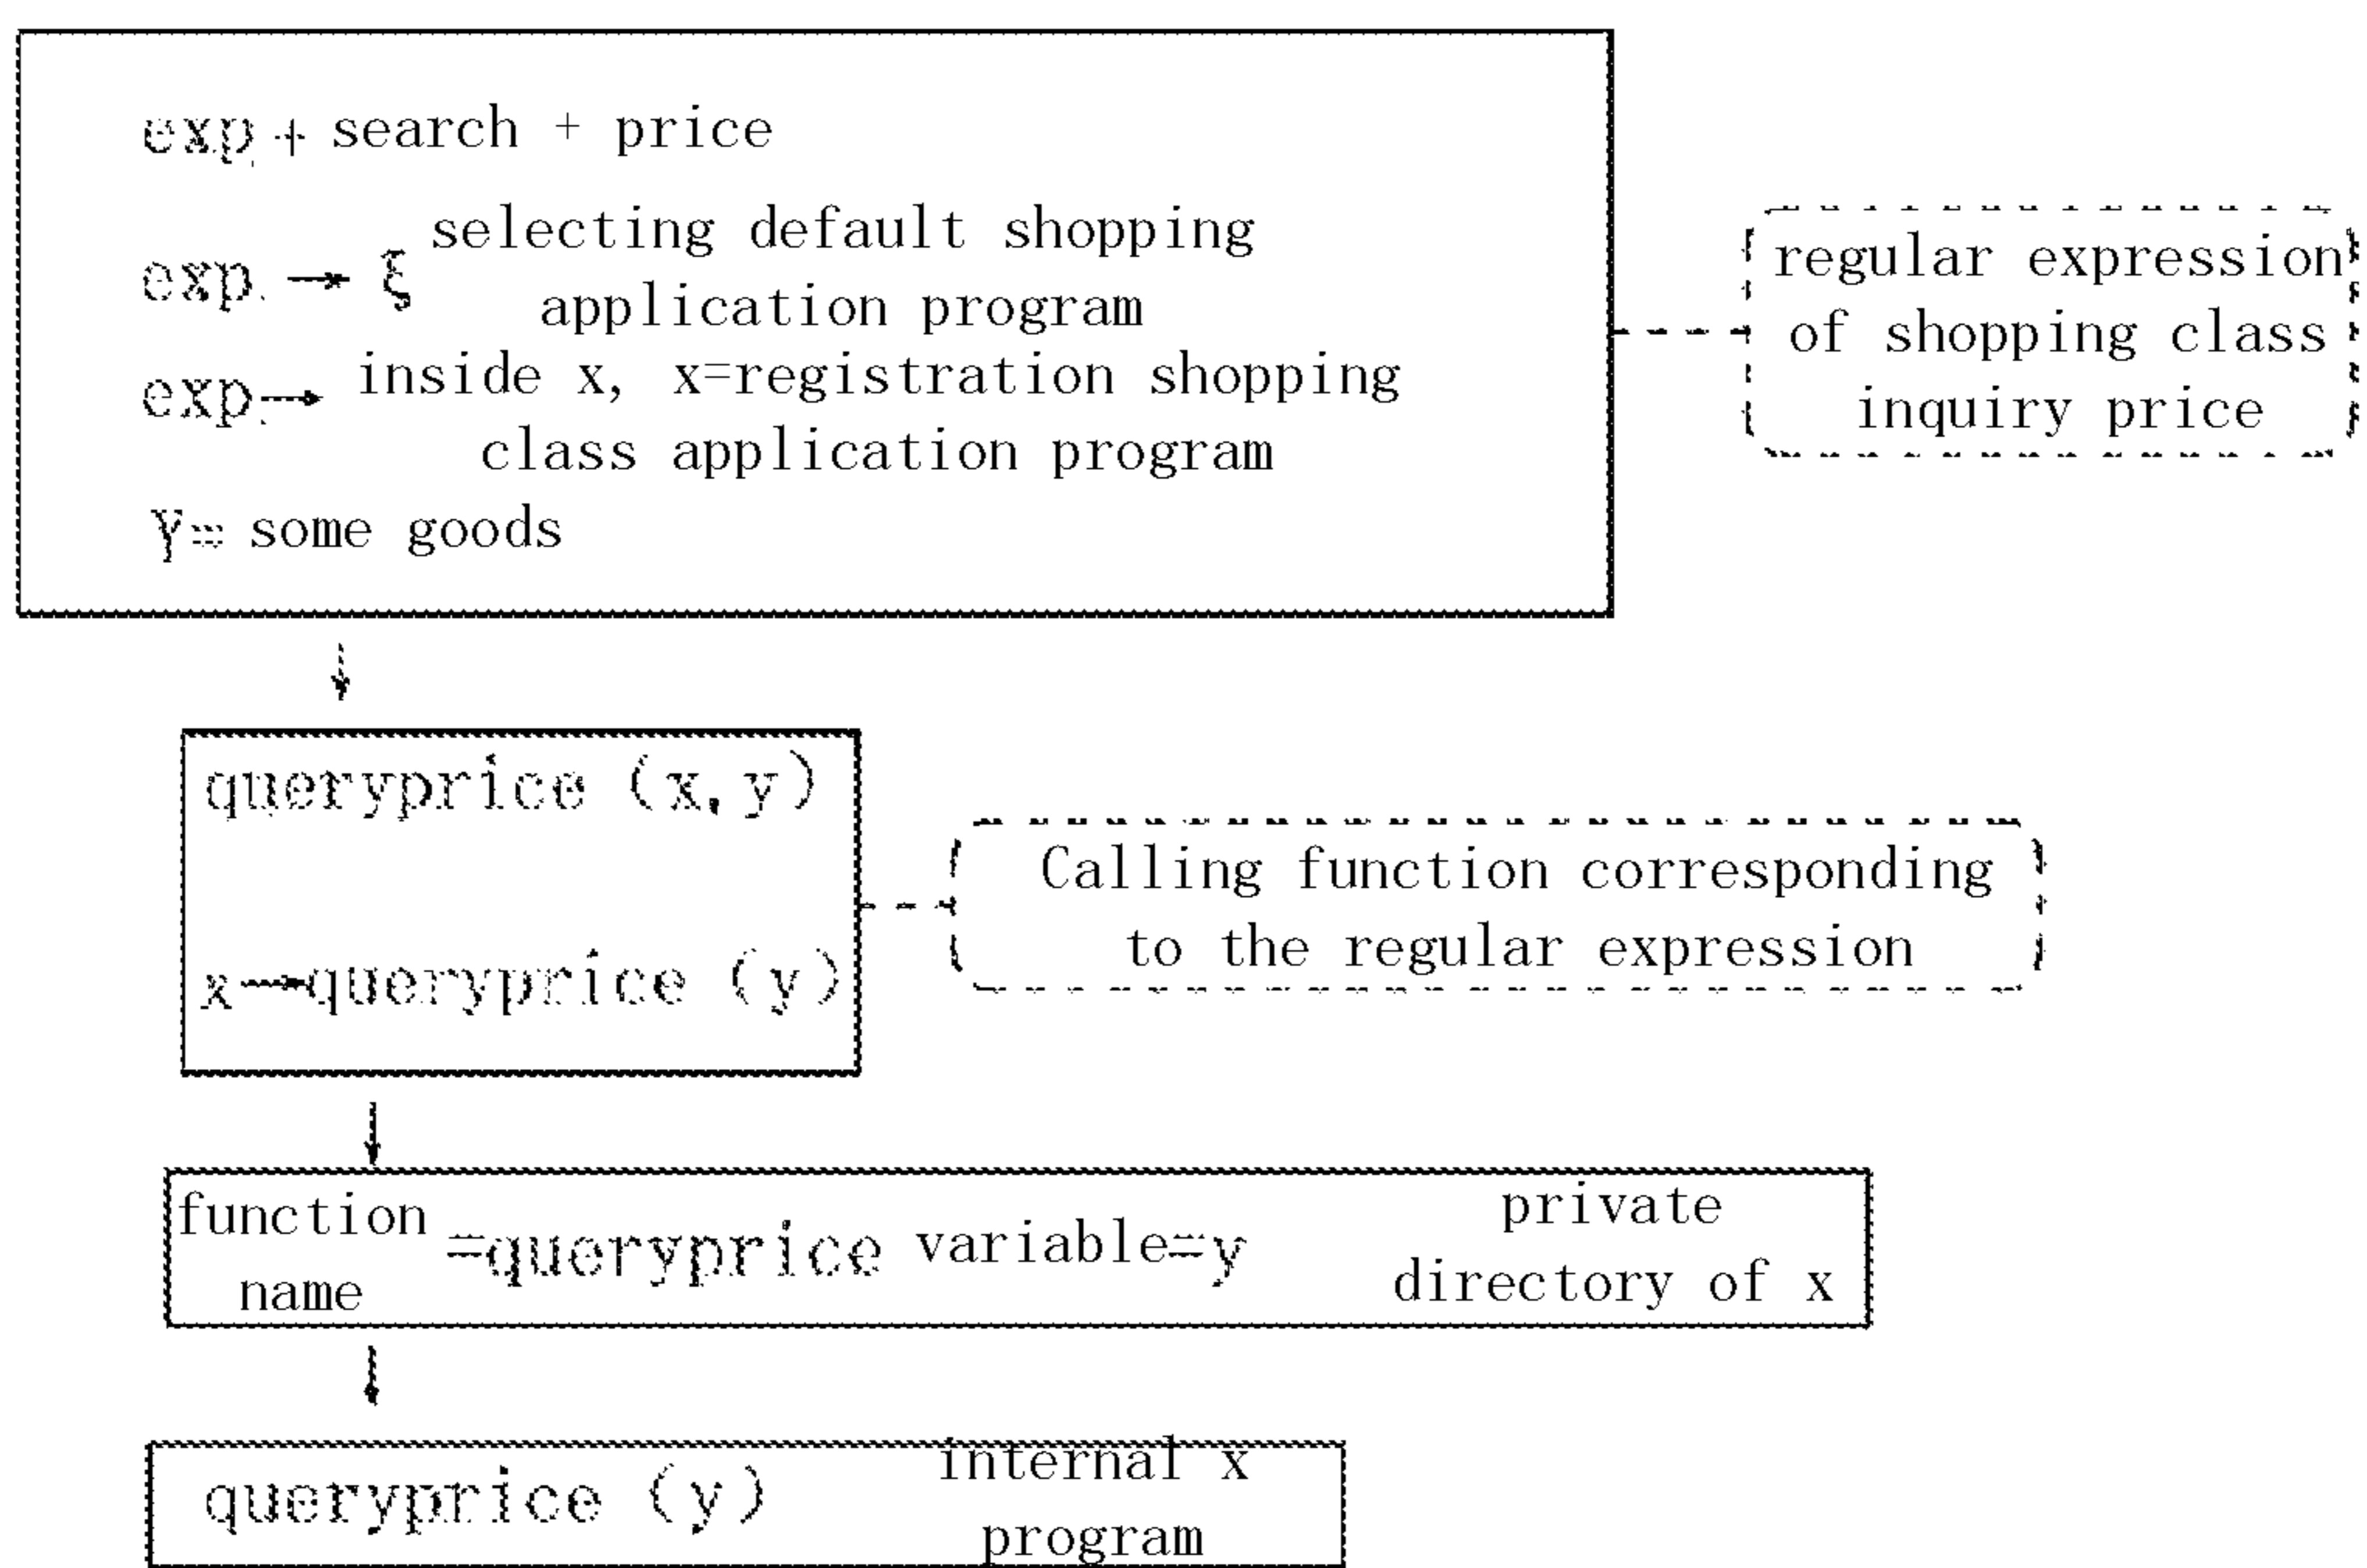 exp + search + price
exp → ξ selecting default shopping
application program
exp → inside x, x=registration shopping
class application program
Y= some goods
regular expression
of shopping class
inquiry price
queryprice (x,y)
x→queryprice (y)
Calling function corresponding
to the regular expression
function
name
=queryprice variable=y
private
directory of x
queryprice (y)
internal x
program